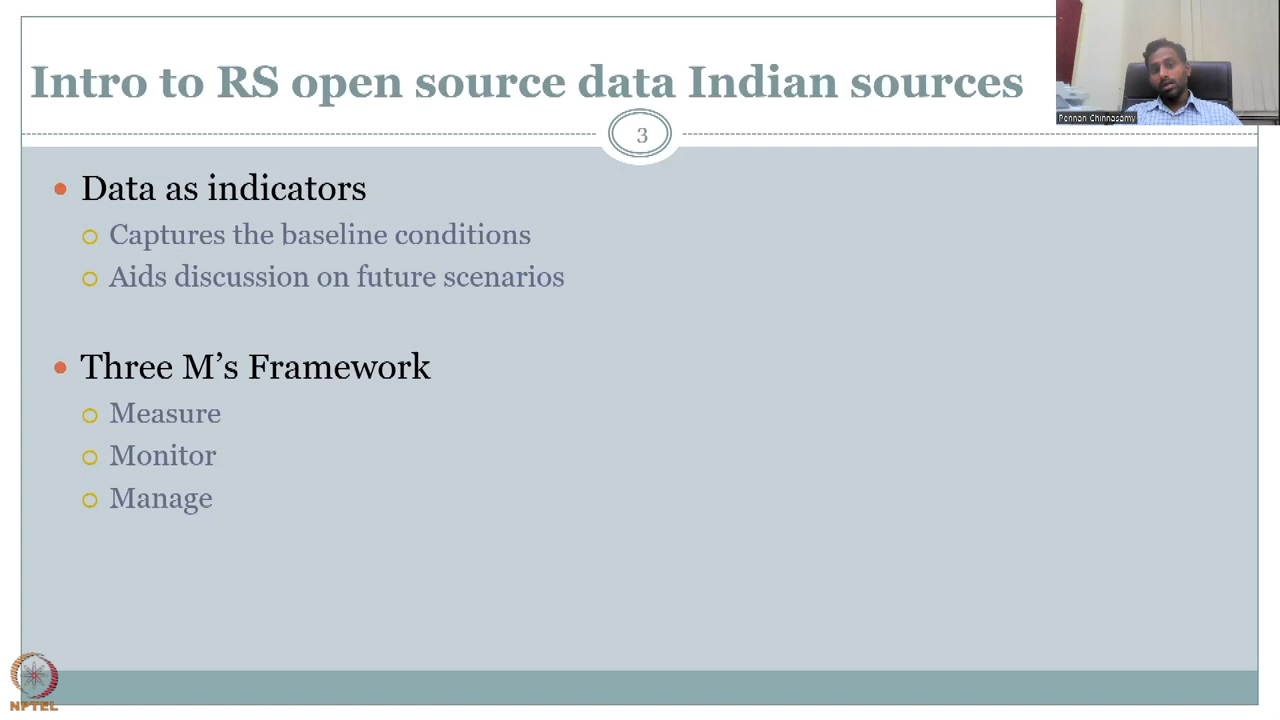 Intro to RS open source data Indian sources
Pennan Chinnasamy
3
Data as indicators
Captures the baseline conditions
Aids discussion on future scenarios
Three M’s Framework
Measure
Monitor
Manage
NPTEL